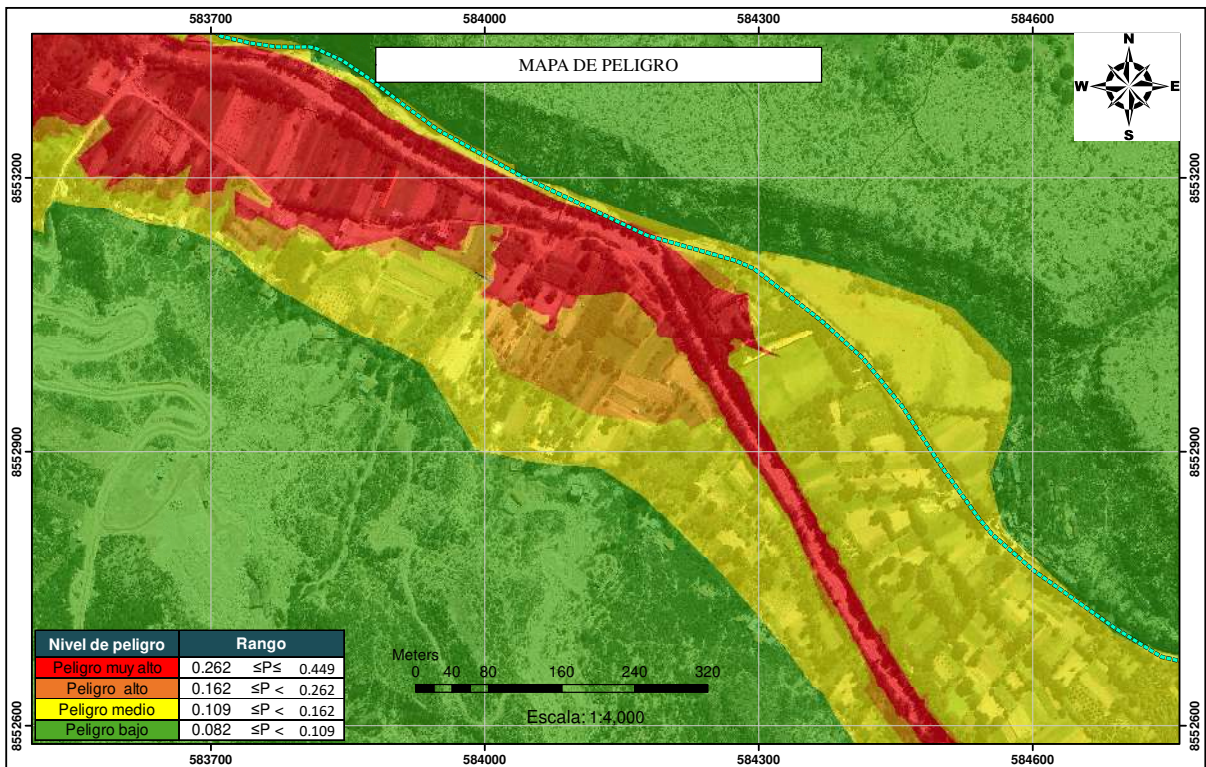 583700 584000 584300 584600
MAPA DE PELIGRO
N
W E
S
8553200 8553200
8552900 8552900
Nivel de peligro Rango
Peligro muy alto 0.262 ≤P≤ 0.449
Peligro alto 0.162 ≤P < 0.262
Peligro medio 0.109 ≤P < 0.162
Peligro bajo 0.082 ≤P < 0.109
Meters
0 40 80 160 240 320
Escala: 1:4,000
8552600 8552600
583700 584000 584300 584600